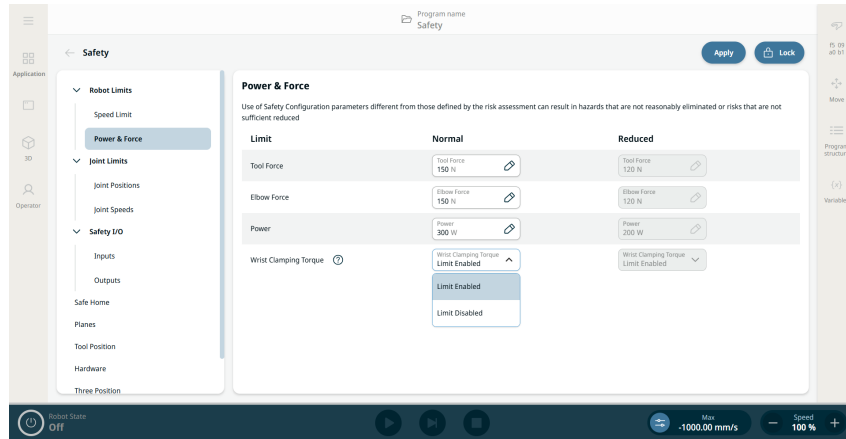 Program name
Safety
Safety
Apply
Lock
f5 09
a0 b1
Application
Move
3D
Program
structur
Operator
{x}
Variable
Robot Limits
Speed Limit
Power & Force
Joint Limits
Joint Positions
Joint Speeds
Safety I/O
Inputs
Outputs
Safe Home
Planes
Tool Position
Hardware
Three Position
Power & Force
Use of Safety Configuration parameters different from those defined by the risk assessment can result in hazards that are not reasonably eliminated or risks that are not
sufficient reduced
Limit Normal Reduced
Tool Force
Tool Force
150 N
Tool Force
120 N
Elbow Force
Elbow Force
150 N
Elbow Force
120 N
Power
Power
300 W
Power
200 W
Wrist Clamping Torque ?
Wrist Clamping Torque
Limit Enabled
Wrist Clamping Torque
Limit Enabled
Limit Enabled
Limit Disabled
Robot State
Off
Max
-1000.00 mm/s
Speed
100 %